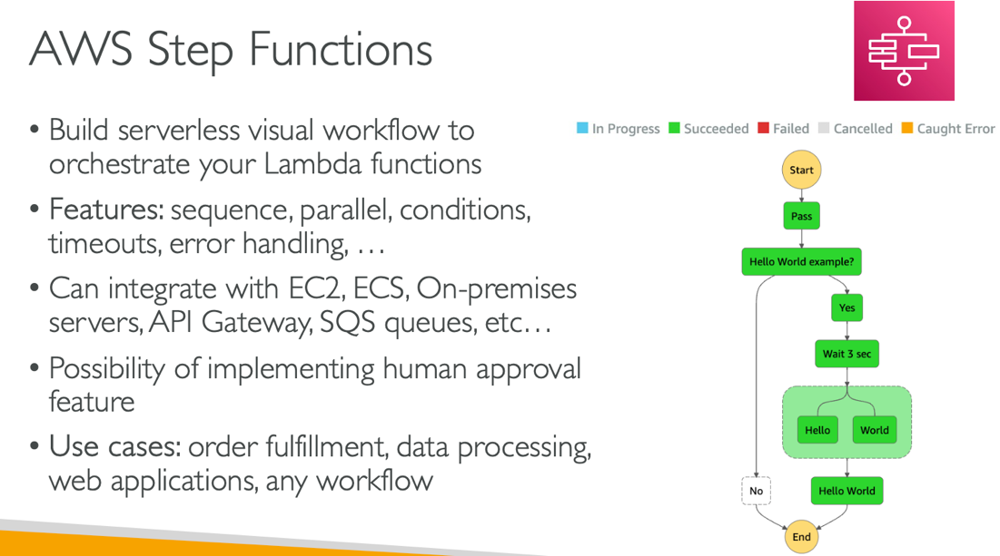 AWS Step Functions
• Build serverless visual workflow to
orchestrate your Lambda functions
• Features: sequence, parallel, conditions,
timeouts, error handling, …
• Can integrate with EC2, ECS, On-premises
servers, API Gateway, SQS queues, etc…
• Possibility of implementing human approval
feature
• Use cases: order fulfillment, data processing,
web applications, any workflow
In Progress Succeeded Failed Cancelled Caught Error
Start
Pass
Hello World example?
Yes
Wait 3 sec
Hello World
No Hello World
End